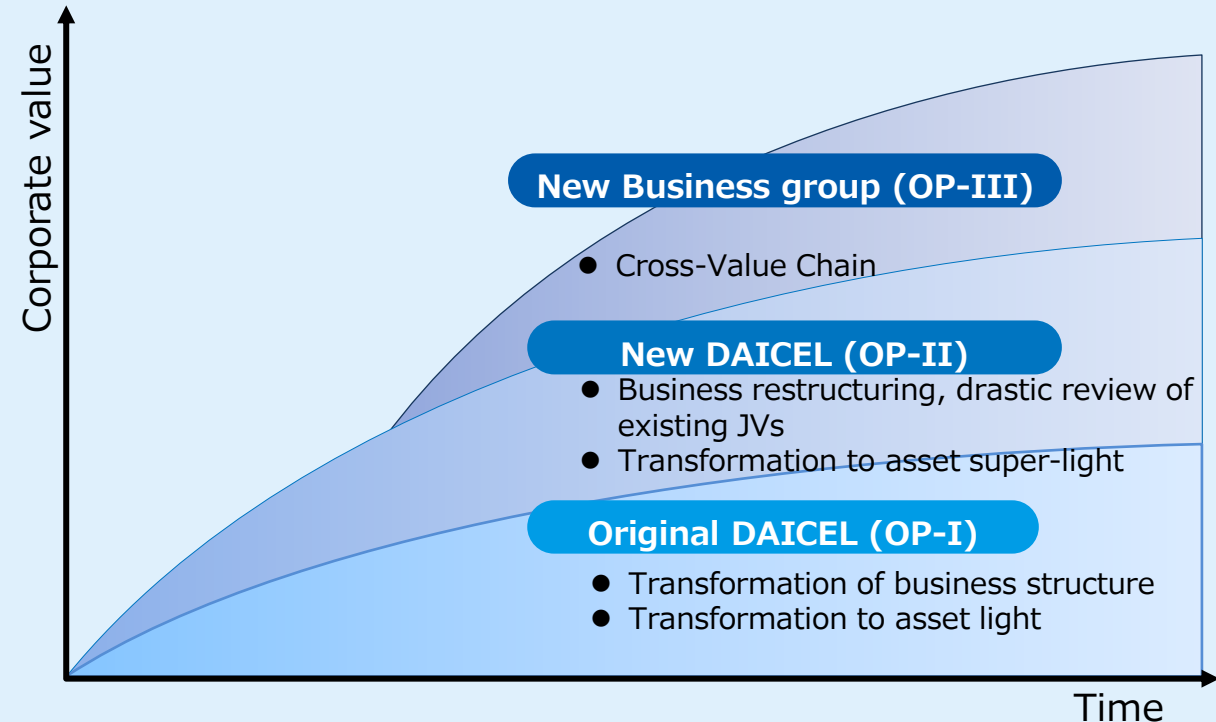 Corporate value
New Business group (OP-III)
● Cross-Value Chain
New DAICEL (OP-II)
● Business restructuring, drastic review of
existing JVs
● Transformation to asset super-light
Original DAICEL (OP-I)
● Transformation of business structure
● Transformation to asset light
Time